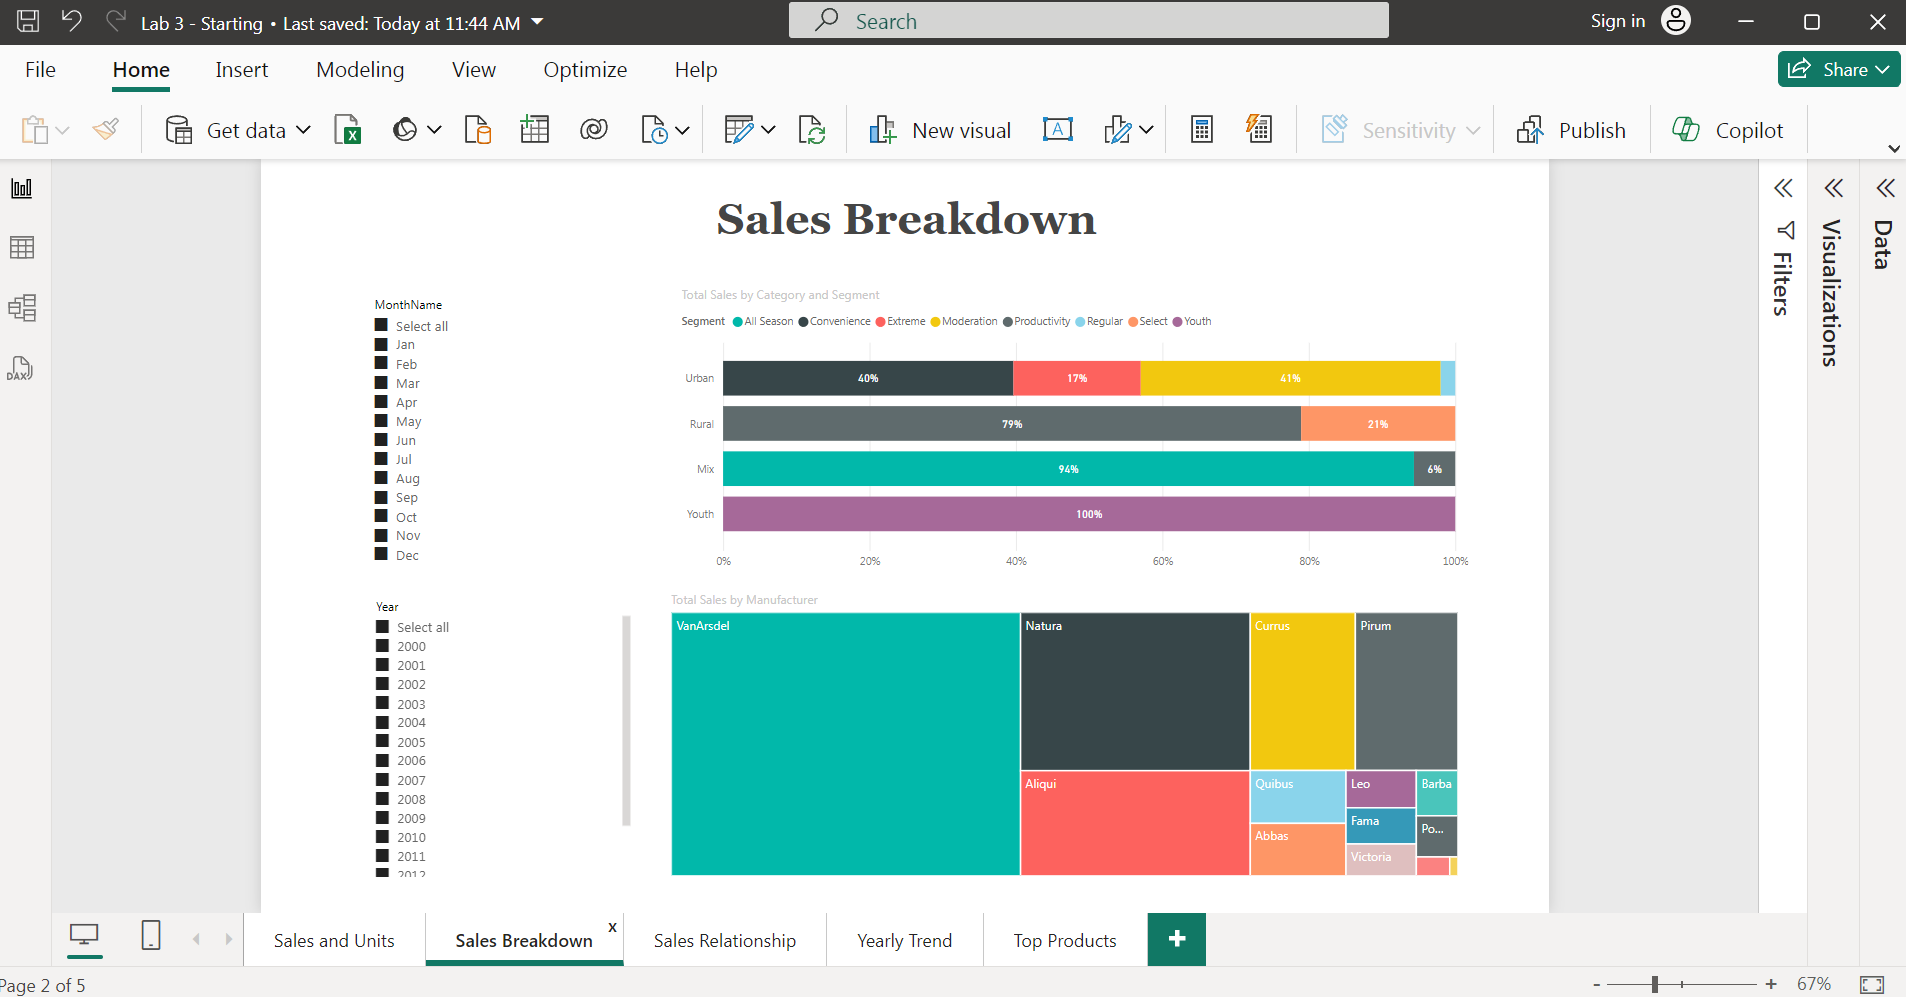 Lab 3 - Starting • Last saved: Today at 11:44 AM
Search
Sign in
File Home Insert Modeling View Optimize Help
Share
Get data
New visual
Sensitivity
Publish
Copilot
Sales Breakdown
MonthName
Select all
Jan
Feb
Mar
Apr
May
Jun
Jul
Aug
Sep
Oct
Nov
Dec
Total Sales by Category and Segment
Segment All Season Convenience Extreme Moderation Productivity Regular Select Youth
Urban 40% 17% 41%
Rural 79% 21%
Mix 94% 6%
Youth 100%
0% 20% 40% 60% 80% 100%
Year
Select all
2000
2001
2002
2003
2004
2005
2006
2007
2008
2009
2010
2011
2012
Total Sales by Manufacturer
VanArsdel
Natura
Currus
Pirum
Aliqui
Quibus
Leo
Barba
Fama
Po...
Abbas
Victoria
Filters
Visualizations
Data
DAX
Sales and Units
Sales Breakdown x
Sales Relationship
Yearly Trend
Top Products
+
Page 2 of 5
- + 67%